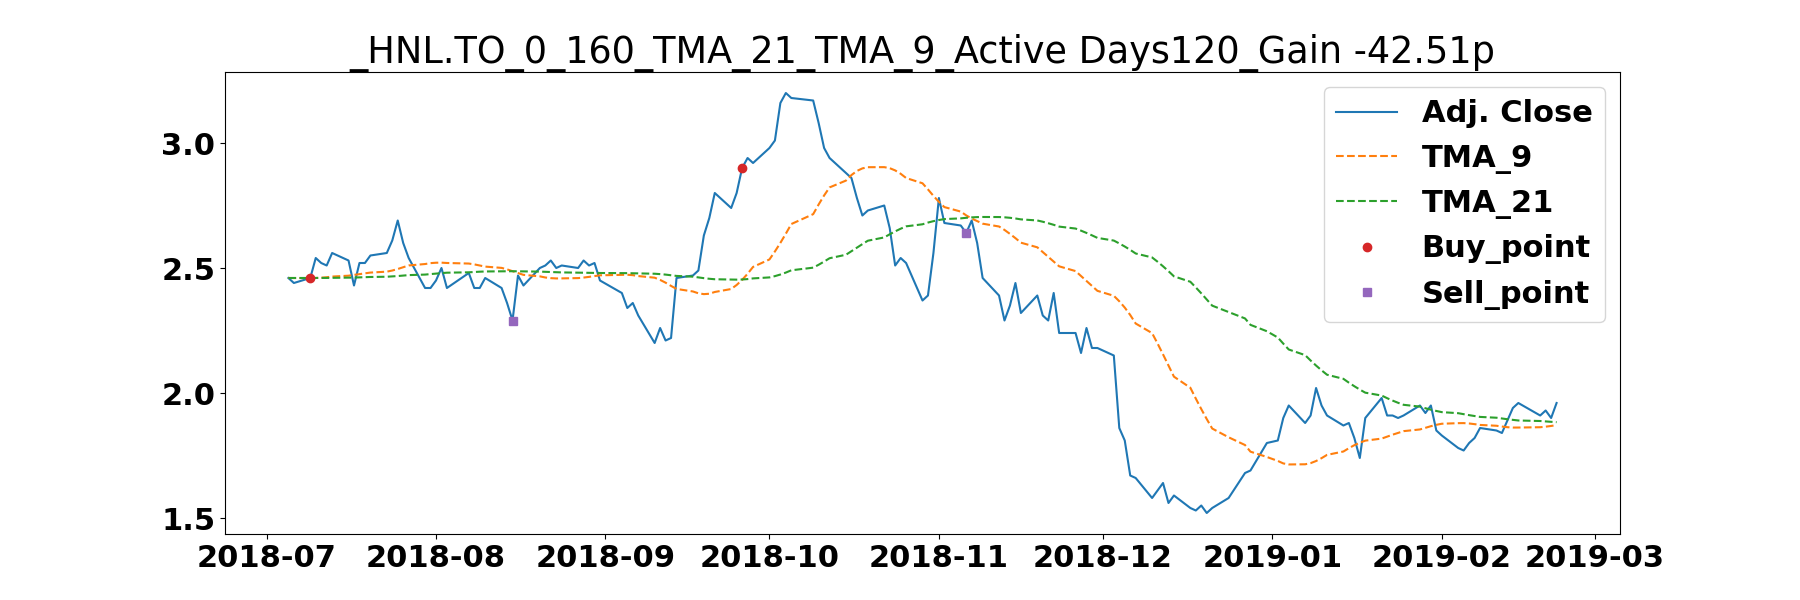 _HNL.TO_0_160_TMA_21_TMA_9_Active Days120_Gain -42.51p
Adj. Close
TMA_9
TMA_21
Buy_point
Sell_point
3.0
2.5
2.0
1.5
2018-07 2018-08 2018-09 2018-10 2018-11 2018-12 2019-01 2019-02 2019-03